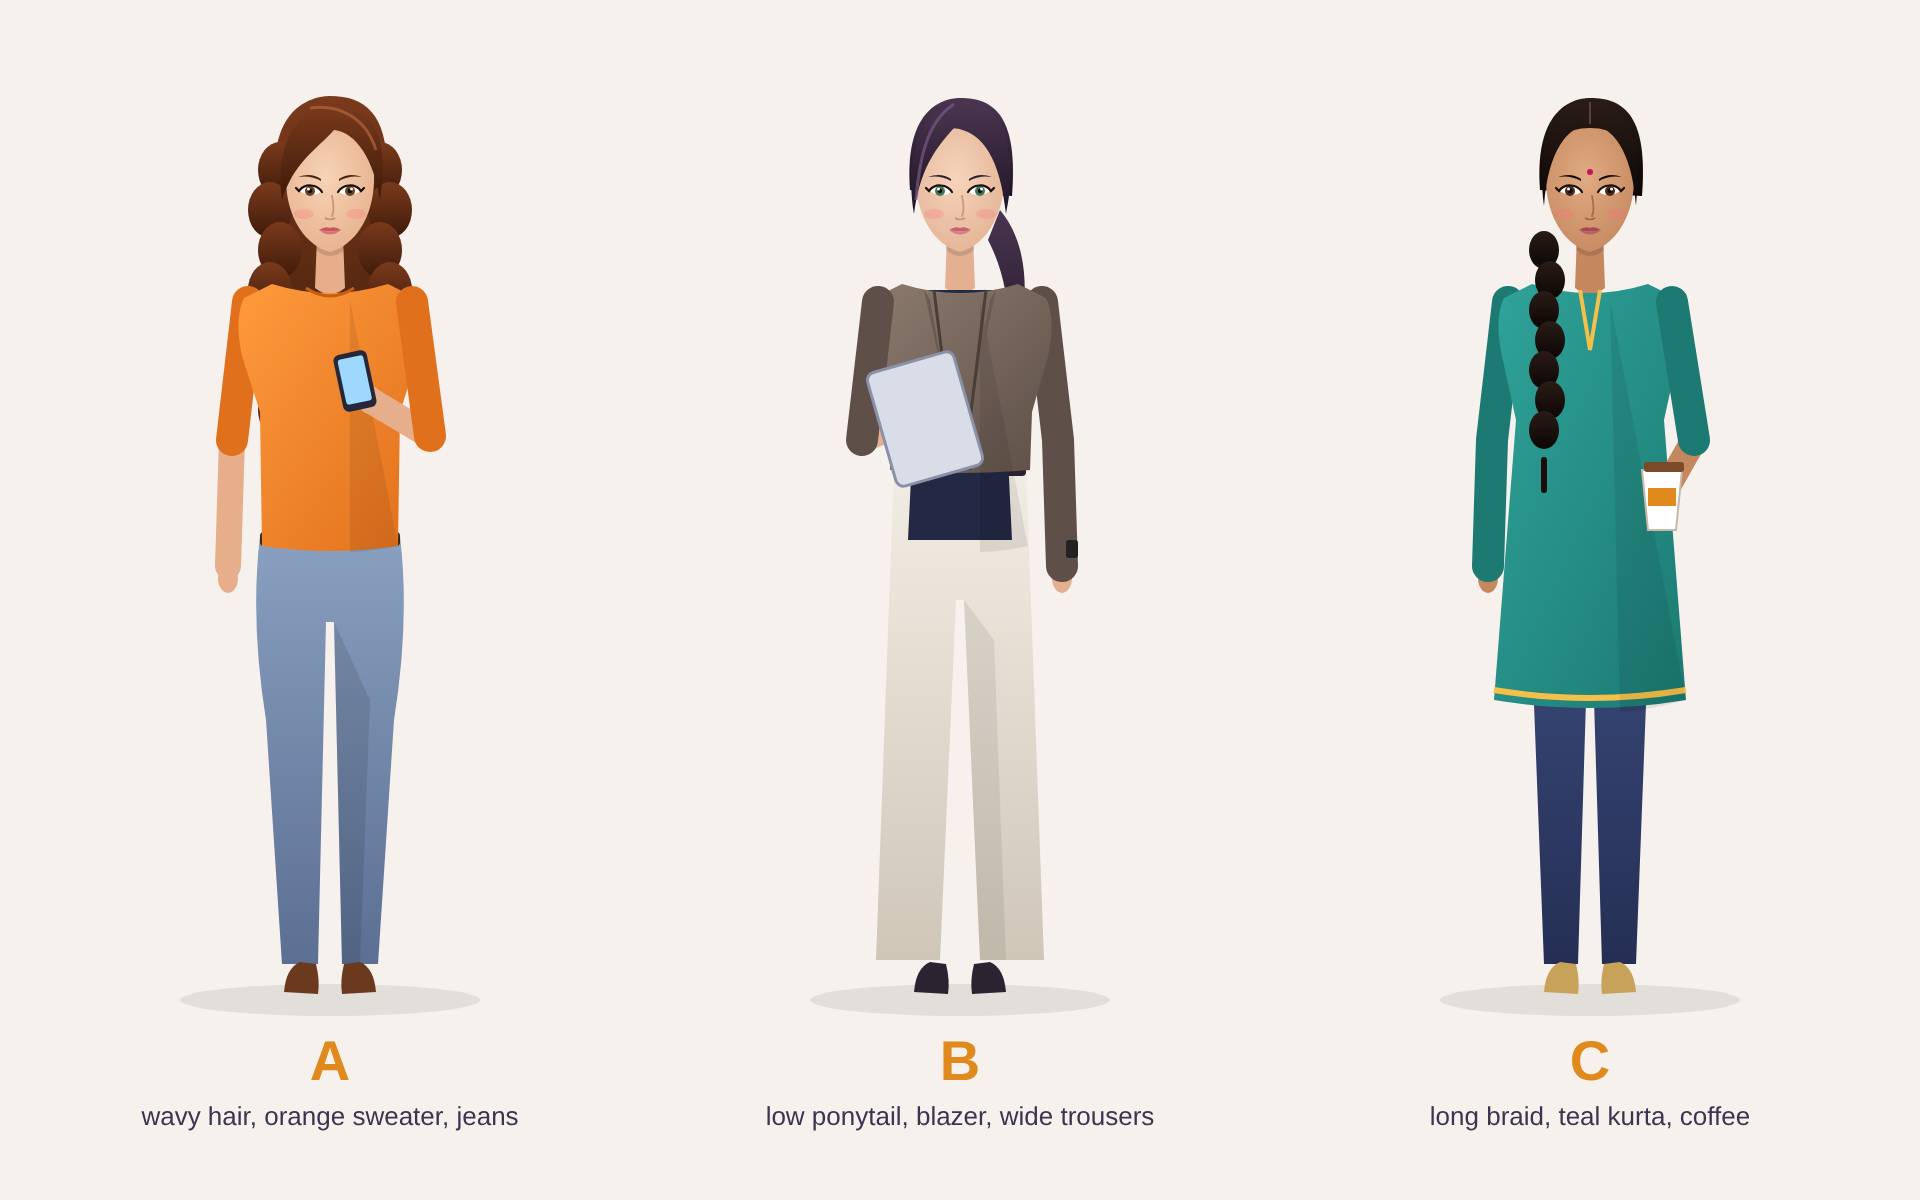 A
wavy hair, orange sweater, jeans
B
low ponytail, blazer, wide trousers
C
long braid, teal kurta, coffee